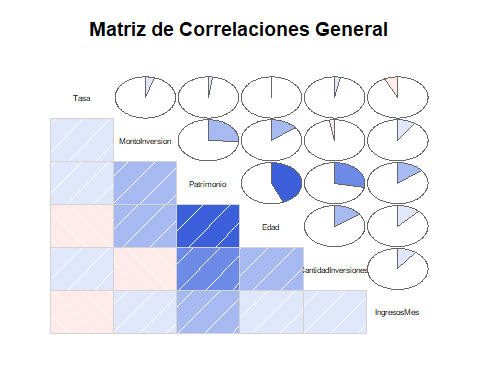 Matriz de Correlaciones General
Tasa
MontoInversion
Patrimonio
Edad
CantidadInversiones
IngresosMes